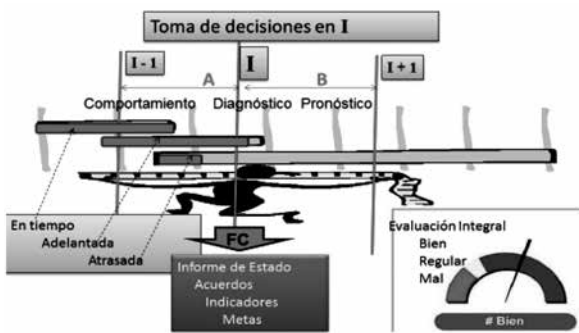 Toma de decisiones en I
I - 1
I
I + 1
A
B
Comportamiento
Diagnóstico
Pronóstico
En tiempo
Adelantada
Atrasada
FC
Informe de Estado
Acuerdos
Indicadores
Metas
Evaluación Integral
Bien
Regular
Mal
# Bien